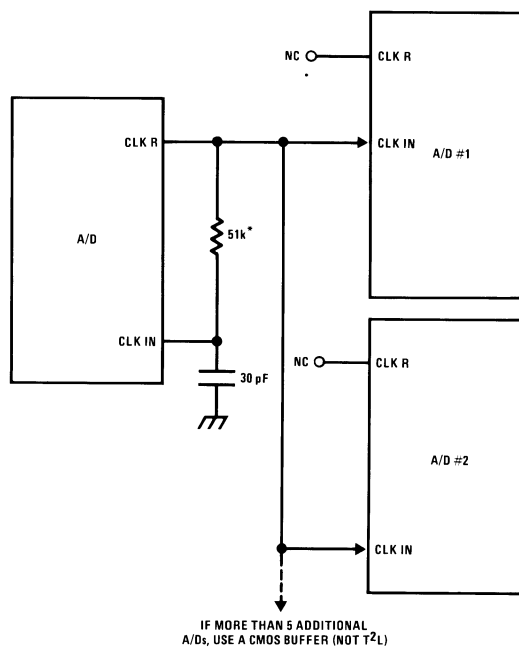 NC
CLK R
CLK R
CLK IN
A/D #1
A/D
51k*
CLK IN
30 pF
NC
CLK R
A/D #2
CLK IN
IF MORE THAN 5 ADDITIONAL
A/Ds, USE A CMOS BUFFER (NOT T²L)